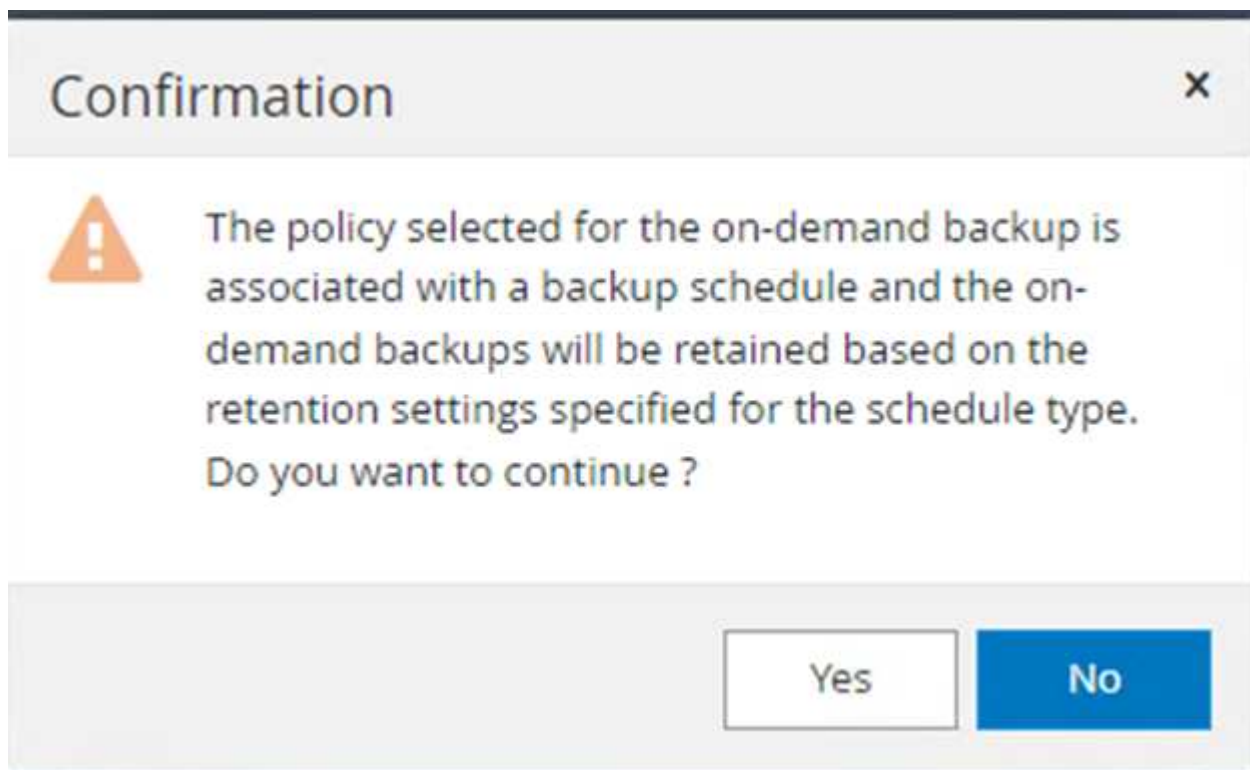 Confirmation
×
The policy selected for the on-demand backup is
associated with a backup schedule and the on-
demand backups will be retained based on the
retention settings specified for the schedule type.
Do you want to continue ?
Yes
No